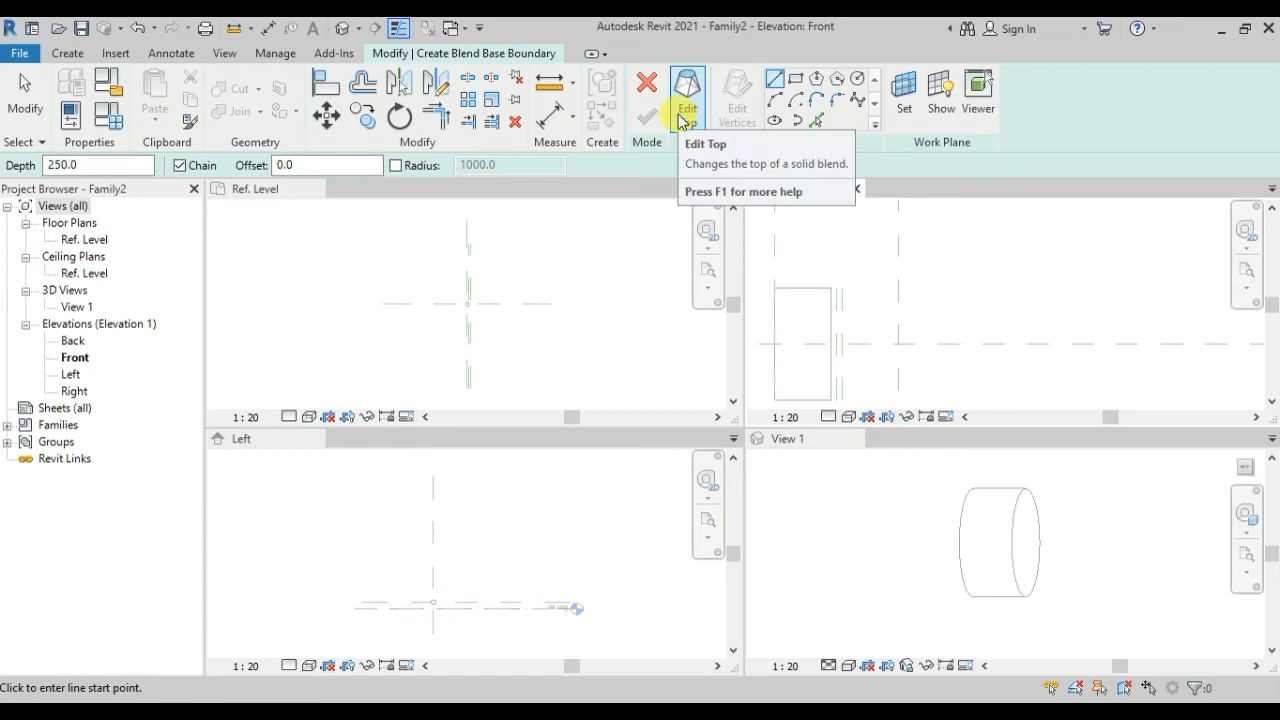 Autodesk Revit 2021 - Family2 - Elevation: Front
Sign In
File
Create
Insert
Annotate
View
Manage
Add-Ins
Modify | Create Blend Base Boundary
Modify
Paste
Cut
Join
Edit
Top
Edit
Vertices
Set
Show
Viewer
Select
Properties
Clipboard
Geometry
Modify
Measure
Create
Mode
Work Plane
Edit Top
Changes the top of a solid blend.
Press F1 for more help
Depth 250.0
Chain
Offset: 0.0
Radius: 1000.0
Project Browser - Family2
Views (all)
Floor Plans
Ref. Level
Ceiling Plans
Ref. Level
3D Views
View 1
Elevations (Elevation 1)
Back
Front
Left
Right
Sheets (all)
Families
Groups
Revit Links
Ref. Level
2D
1 : 20
2D
1 : 20
Left
2D
1 : 20
View 1
1 : 20
Click to enter line start point.
:0